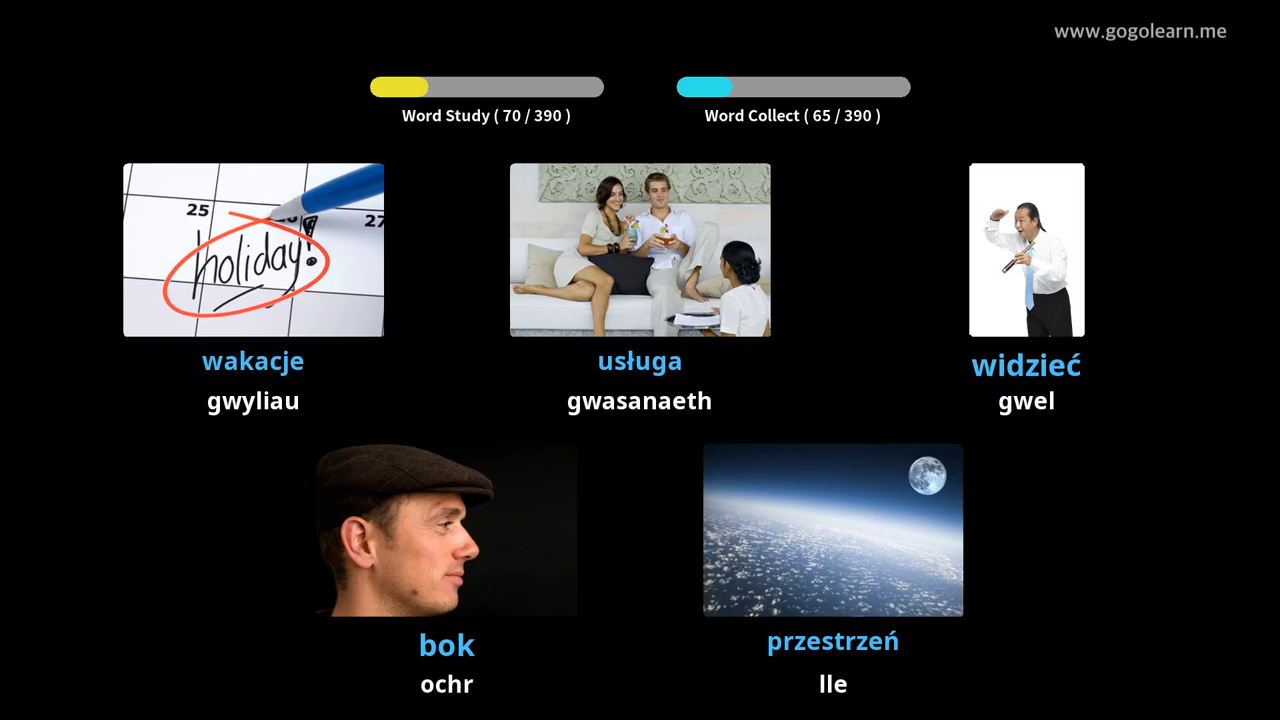 www.gogolearn.me
Word Study ( 70 / 390 )
Word Collect ( 65 / 390 )
25
27
holiday!
wakacje
gwyliau
usługa
gwasanaeth
widzieć
gwel
bok
ochr
przestrzeń
lle